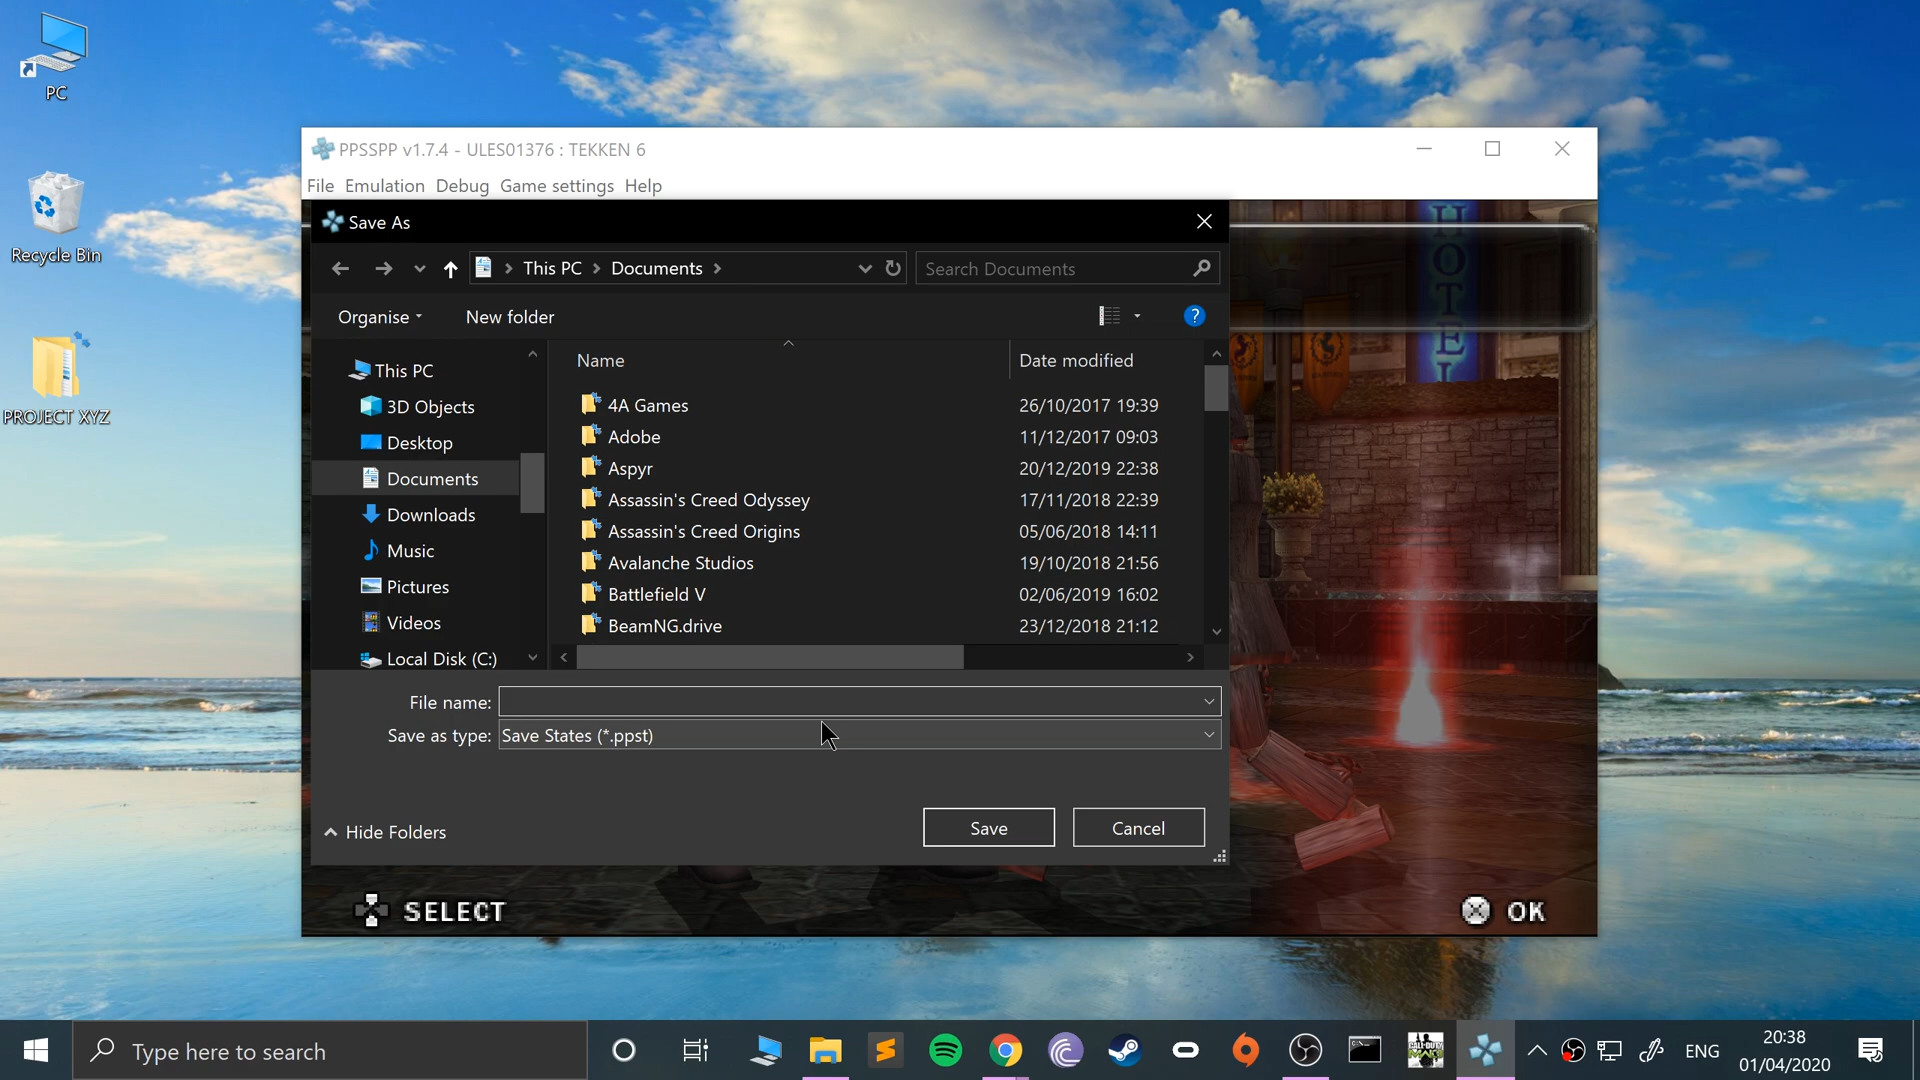 PC
Recycle Bin
PROJECT XYZ
PPSSPP v1.7.4 - ULES01376 : TEKKEN 6
File Emulation Debug Game settings Help
Save As
This PC Documents
Search Documents
Organise New folder
?
This PC
3D Objects
Desktop
Documents
Downloads
Music
Pictures
Videos
Local Disk (C:)
Name Date modified
4A Games 26/10/2017 19:39
Adobe 11/12/2017 09:03
Aspyr 20/12/2019 22:38
Assassin's Creed Odyssey 17/11/2018 22:39
Assassin's Creed Origins 05/06/2018 14:11
Avalanche Studios 19/10/2018 21:56
Battlefield V 02/06/2019 16:02
BeamNG.drive 23/12/2018 21:12
File name:
Save as type: Save States (*.ppst)
Hide Folders
Save
Cancel
HOTEL
SELECT
OK
Type here to search
ENG
20:38
01/04/2020